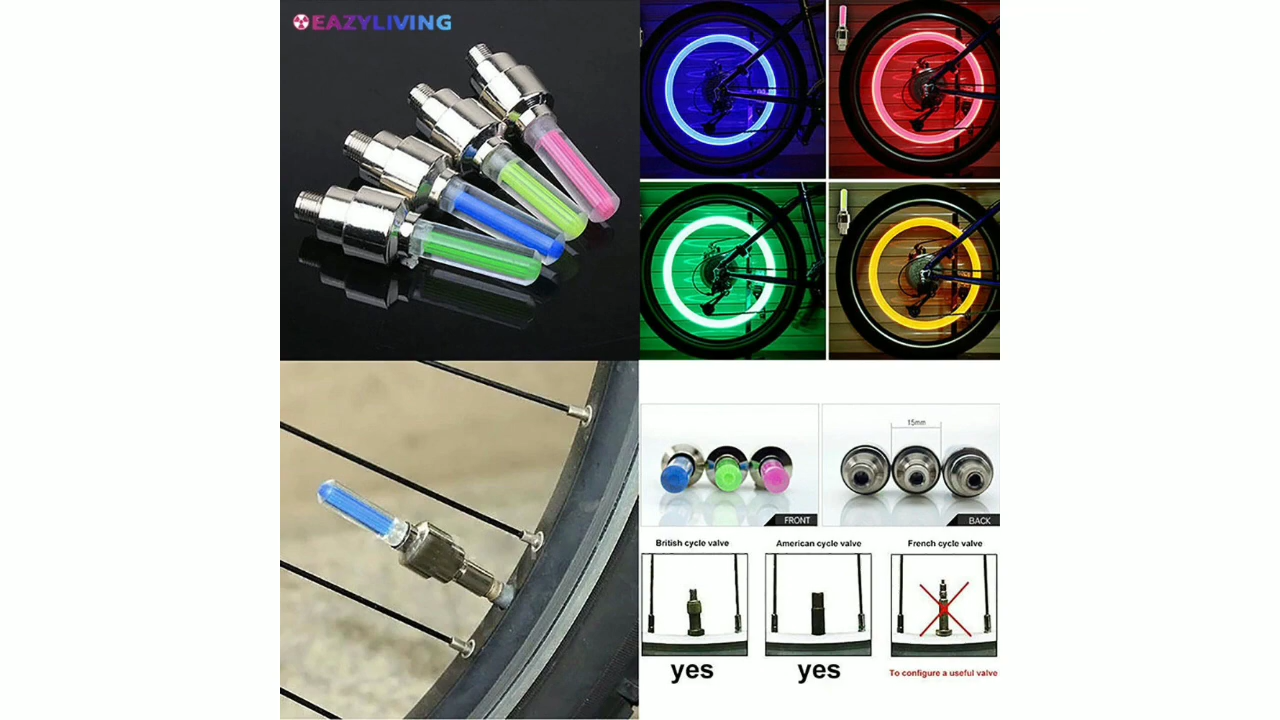 EAZYLIVING
15mm
FRONT
BACK
British cycle valve
American cycle valve
French cycle valve
yes
yes
To configure a useful valve